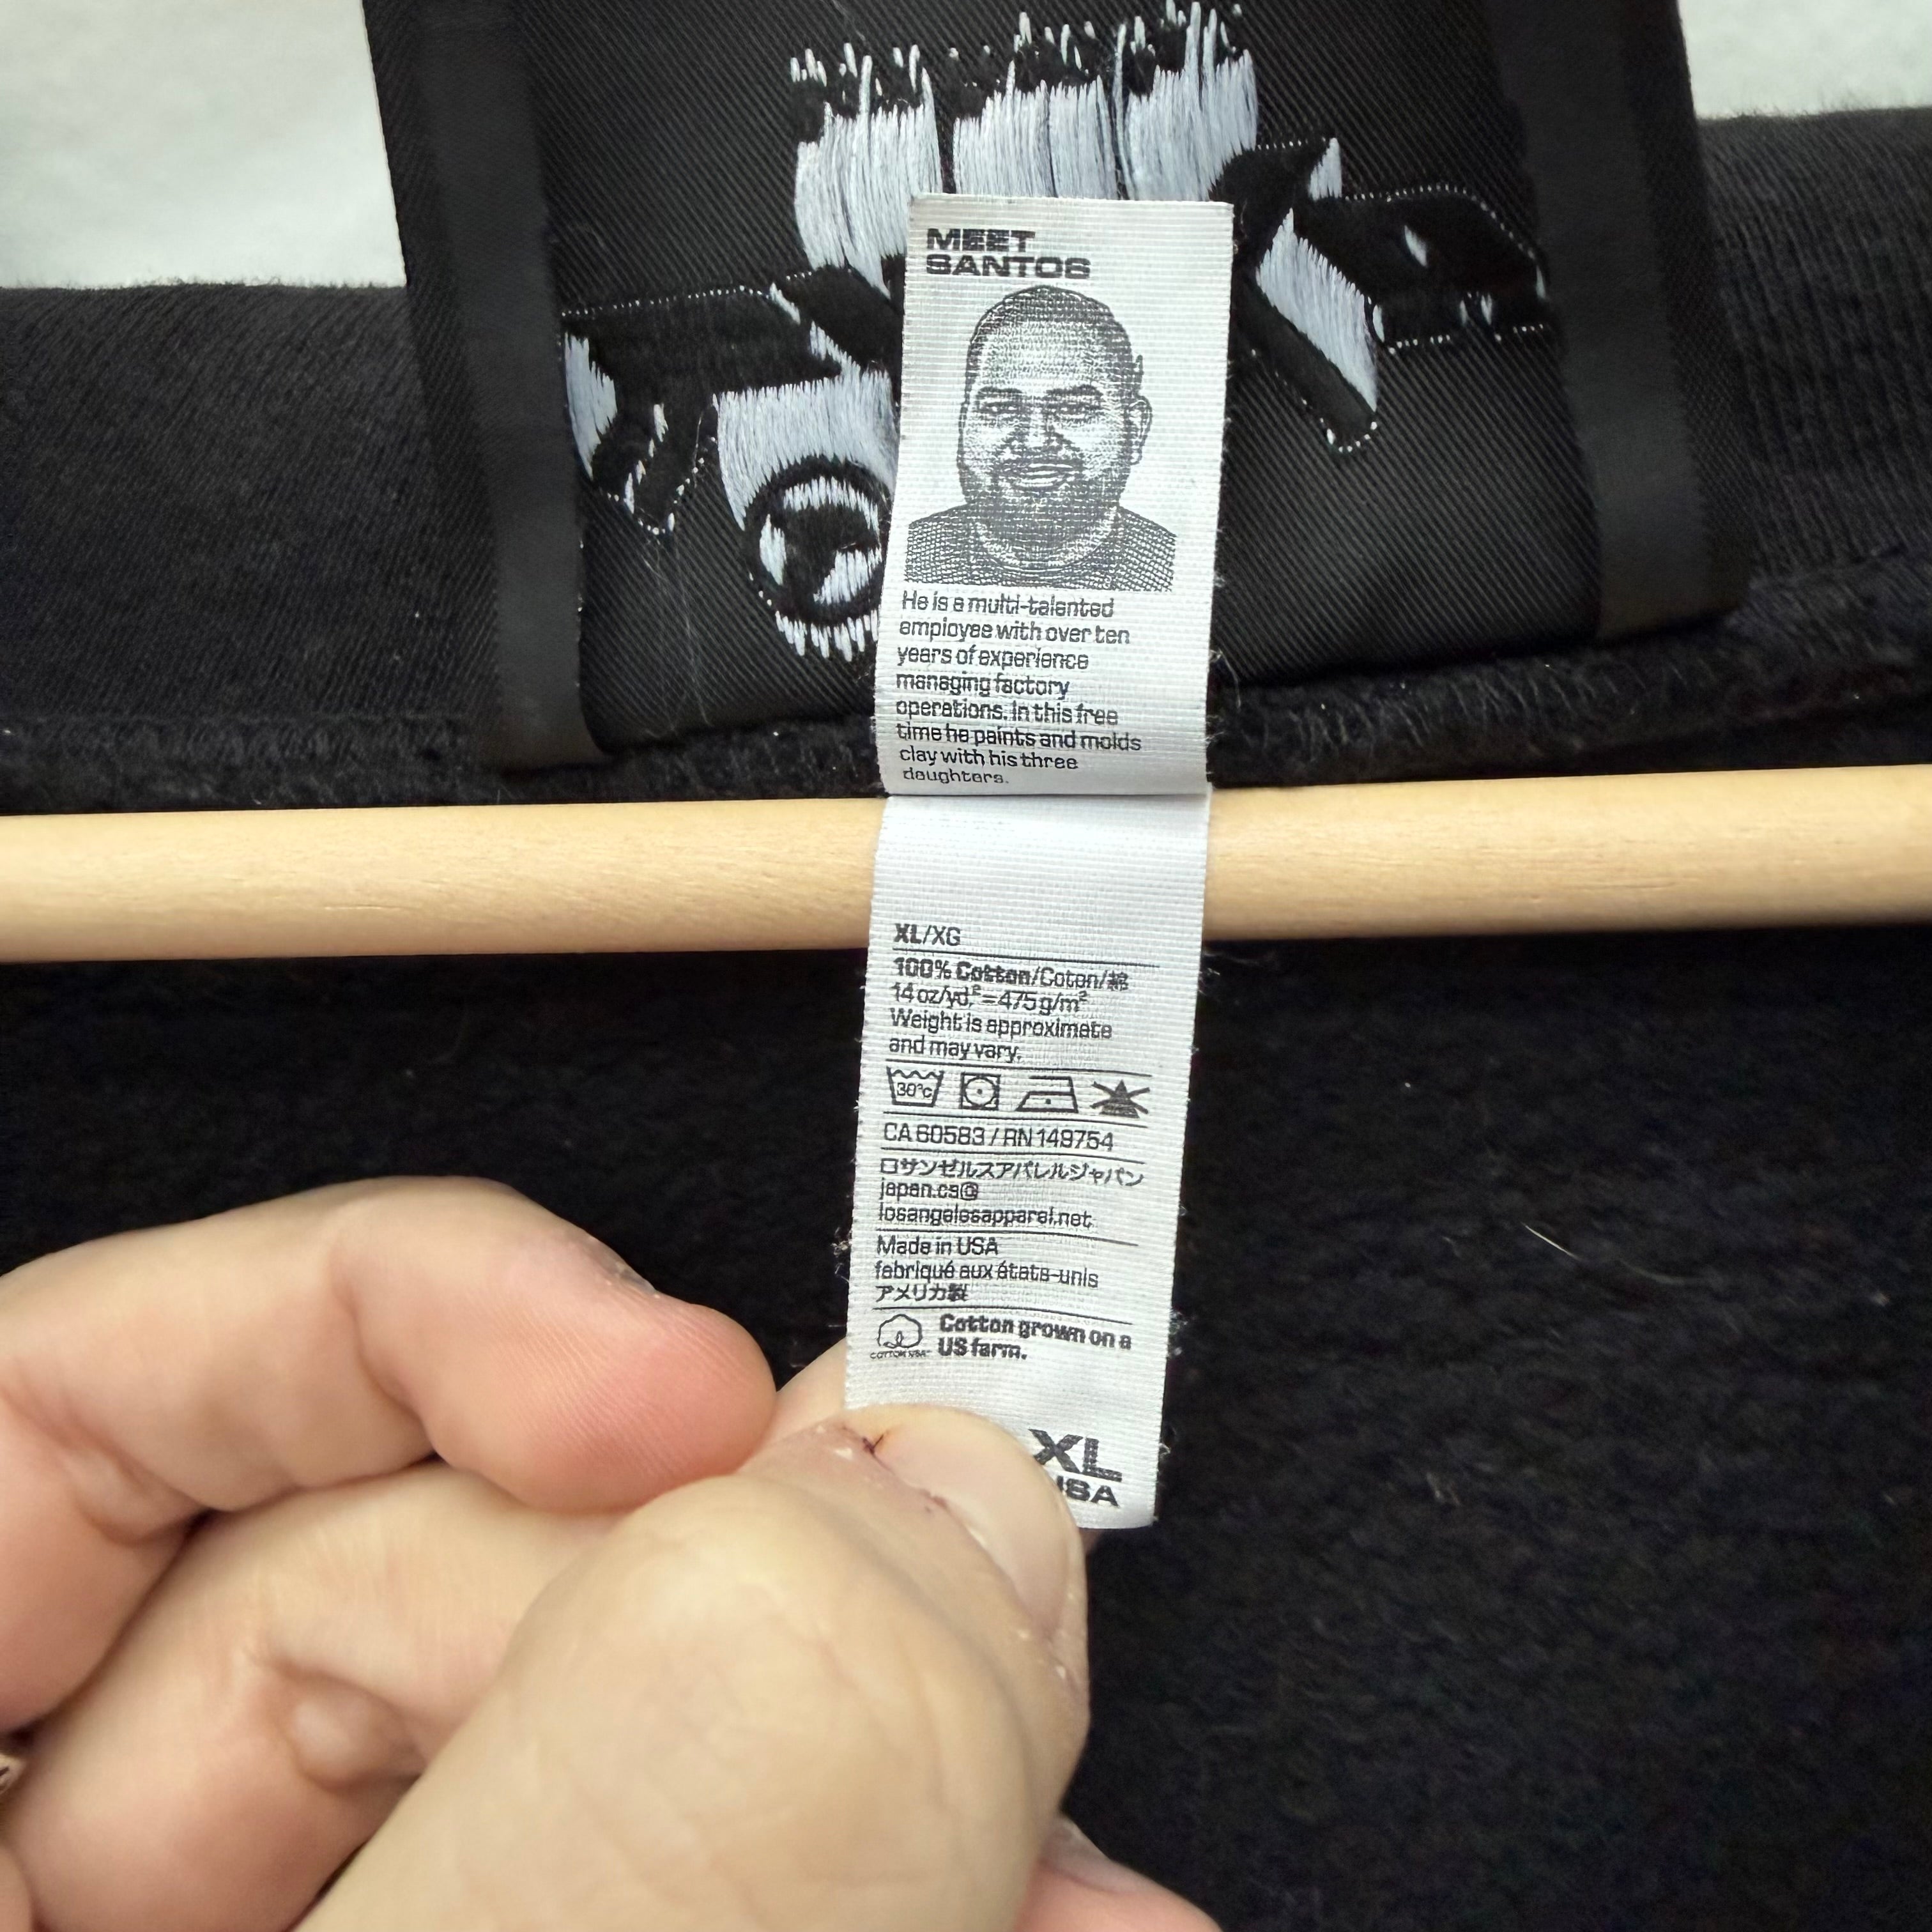 MEET
SANTOS
He is a multi-talented
employee with over ten
years of experience
managing factory
operations. In this free
time he paints and molds
clay with his three
daughters.
XL/XG
100% Cotton/Coton/綿
14 oz/yd.²=475 g/m²
Weight is approximate
and may vary.
30°c
CA 60583 / RN 149754
ロサンゼルスアパレルジャパン
japan.cs@
losangelesapparel.net
Made in USA
fabriqué aux états-unis
アメリカ製
COTTON USA
Cotton grown on a
US farm.
XL
USA